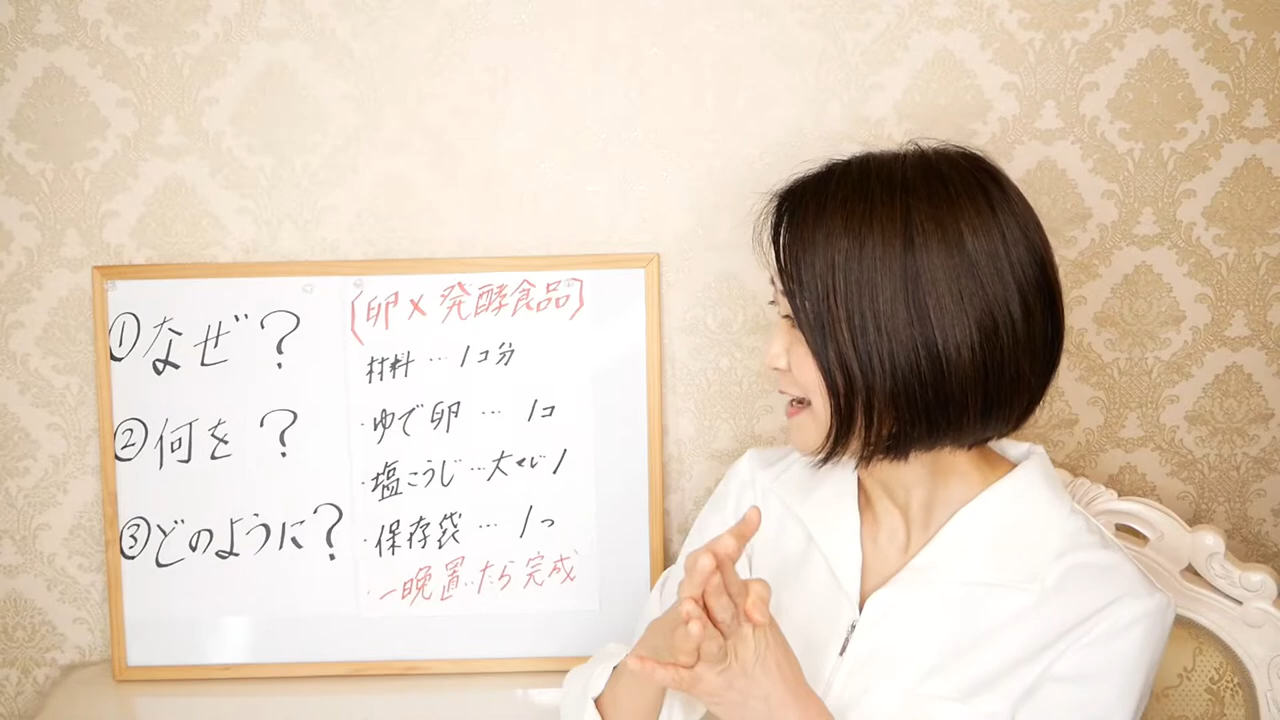 ①なぜ?
②何を?
③どのように?
[卵×発酵食品]
材料…1コ分
・ゆで卵…1コ
・塩こうじ…大さじ1
・保存袋…1つ
・一晩置いたら完成